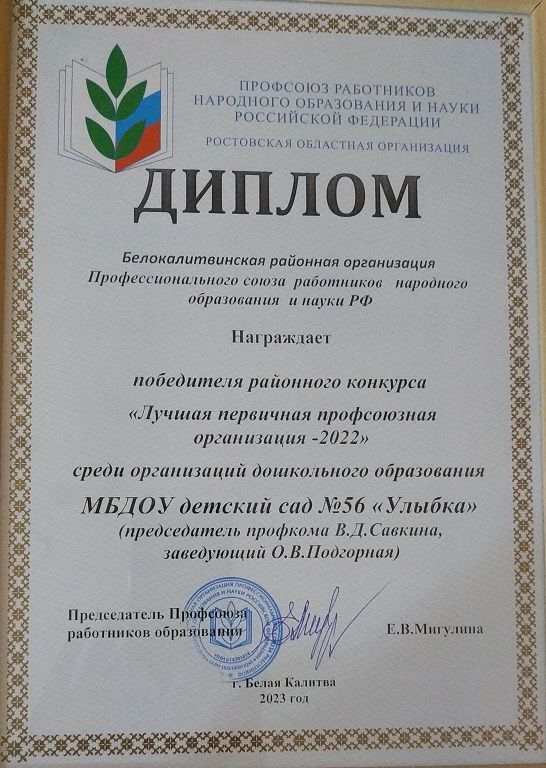 ПРОФСОЮЗ РАБОТНИКОВ
НАРОДНОГО ОБРАЗОВАНИЯ И НАУКИ
РОССИЙСКОЙ ФЕДЕРАЦИИ
РОСТОВСКАЯ ОБЛАСТНАЯ ОРГАНИЗАЦИЯ
ДИПЛОМ
Белокалитвинская районная организация
Профессионального союза работников народного
образования и науки РФ
Награждает
победителя районного конкурса
«Лучшая первичная профсоюзная
организация -2022»
среди организаций дошкольного образования
МБДОУ детский сад №56 «Улыбка»
(председатель профкома В.Д.Савкина,
заведующий О.В.Подгорная)
Председатель Профсоюза
работников образования
Е.В.Мигулина
г. Белая Калитва
2023 год